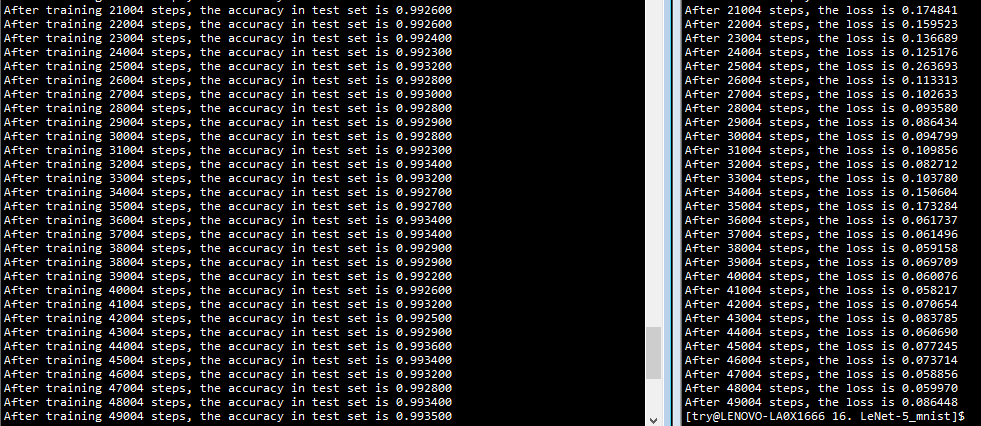 After training 21004 steps, the accuracy in test set is 0.992600
After training 22004 steps, the accuracy in test set is 0.992600
After training 23004 steps, the accuracy in test set is 0.992400
After training 24004 steps, the accuracy in test set is 0.992300
After training 25004 steps, the accuracy in test set is 0.993200
After training 26004 steps, the accuracy in test set is 0.992800
After training 27004 steps, the accuracy in test set is 0.993000
After training 28004 steps, the accuracy in test set is 0.992800
After training 29004 steps, the accuracy in test set is 0.992900
After training 30004 steps, the accuracy in test set is 0.992800
After training 31004 steps, the accuracy in test set is 0.992300
After training 32004 steps, the accuracy in test set is 0.993400
After training 33004 steps, the accuracy in test set is 0.993200
After training 34004 steps, the accuracy in test set is 0.992700
After training 35004 steps, the accuracy in test set is 0.992700
After training 36004 steps, the accuracy in test set is 0.993400
After training 37004 steps, the accuracy in test set is 0.993400
After training 38004 steps, the accuracy in test set is 0.992900
After training 38004 steps, the accuracy in test set is 0.992900
After training 39004 steps, the accuracy in test set is 0.992200
After training 40004 steps, the accuracy in test set is 0.992600
After training 41004 steps, the accuracy in test set is 0.993200
After training 42004 steps, the accuracy in test set is 0.992500
After training 43004 steps, the accuracy in test set is 0.992900
After training 44004 steps, the accuracy in test set is 0.993600
After training 45004 steps, the accuracy in test set is 0.993400
After training 46004 steps, the accuracy in test set is 0.993200
After training 47004 steps, the accuracy in test set is 0.992800
After training 48004 steps, the accuracy in test set is 0.993400
After training 49004 steps, the accuracy in test set is 0.993500
After 21004 steps, the loss is 0.174841
After 22004 steps, the loss is 0.159523
After 23004 steps, the loss is 0.136689
After 24004 steps, the loss is 0.125176
After 25004 steps, the loss is 0.263693
After 26004 steps, the loss is 0.113313
After 27004 steps, the loss is 0.102633
After 28004 steps, the loss is 0.093580
After 29004 steps, the loss is 0.086434
After 30004 steps, the loss is 0.094799
After 31004 steps, the loss is 0.109856
After 32004 steps, the loss is 0.082712
After 33004 steps, the loss is 0.103780
After 34004 steps, the loss is 0.150604
After 35004 steps, the loss is 0.173284
After 36004 steps, the loss is 0.061737
After 37004 steps, the loss is 0.061496
After 38004 steps, the loss is 0.059158
After 39004 steps, the loss is 0.069709
After 40004 steps, the loss is 0.060076
After 41004 steps, the loss is 0.058217
After 42004 steps, the loss is 0.070654
After 43004 steps, the loss is 0.083785
After 44004 steps, the loss is 0.060690
After 45004 steps, the loss is 0.077245
After 46004 steps, the loss is 0.073714
After 47004 steps, the loss is 0.058856
After 48004 steps, the loss is 0.059970
After 49004 steps, the loss is 0.086448
[try@LENOVO-LA0X1666 16. LeNet-5_mnist]$